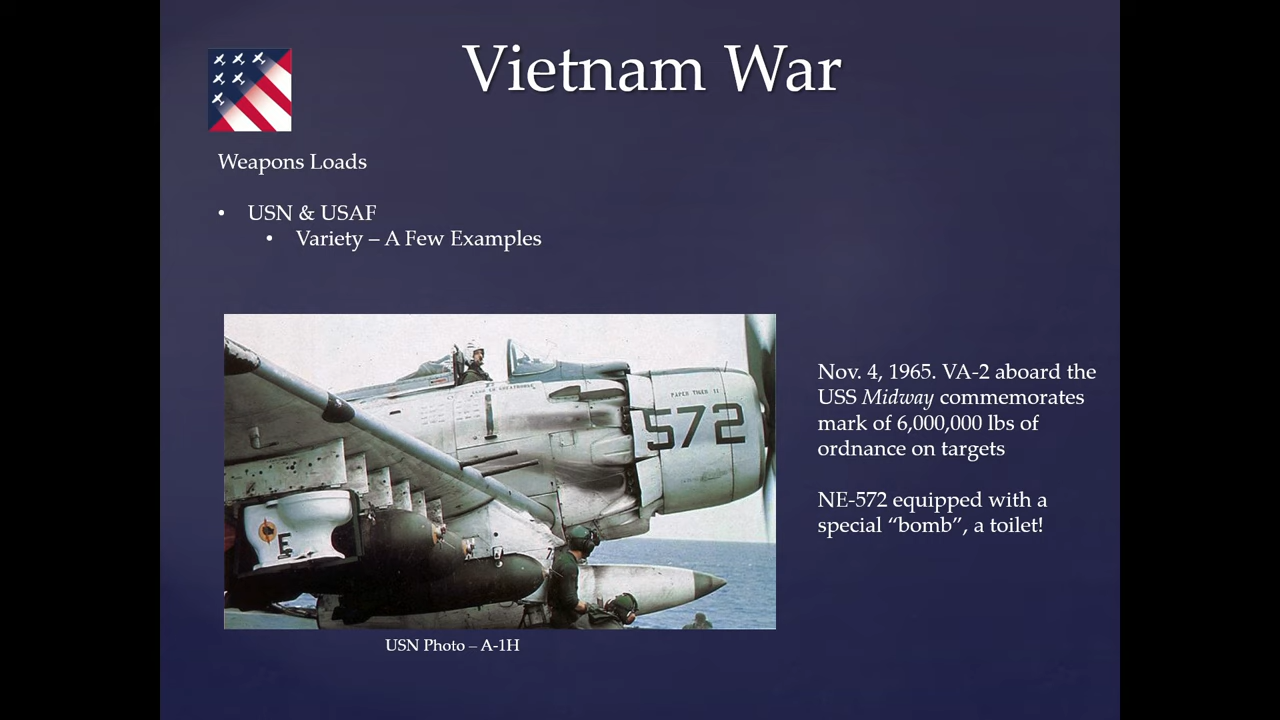 Vietnam War
Weapons Loads
• USN & USAF
• Variety – A Few Examples
PAPER TIGER II
572
E
Nov. 4, 1965. VA-2 aboard the
USS Midway commemorates
mark of 6,000,000 lbs of
ordnance on targets
NE-572 equipped with a
special “bomb”, a toilet!
USN Photo – A-1H